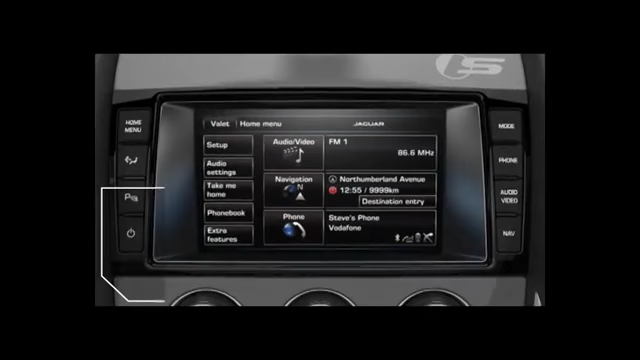 S
HOME
MENU
Valet Home menu JAGUAR
MODE
Setup
Audio/Video
FM 1
86.6 MHz
Audio
settings
PHONE
Take me
home
Navigation
N
Northumberland Avenue
12:55 / 9999km
Destination entry
AUDIO
VIDEO
Phonebook
Phone
Steve's Phone
Vodafone
Extra
features
NAV